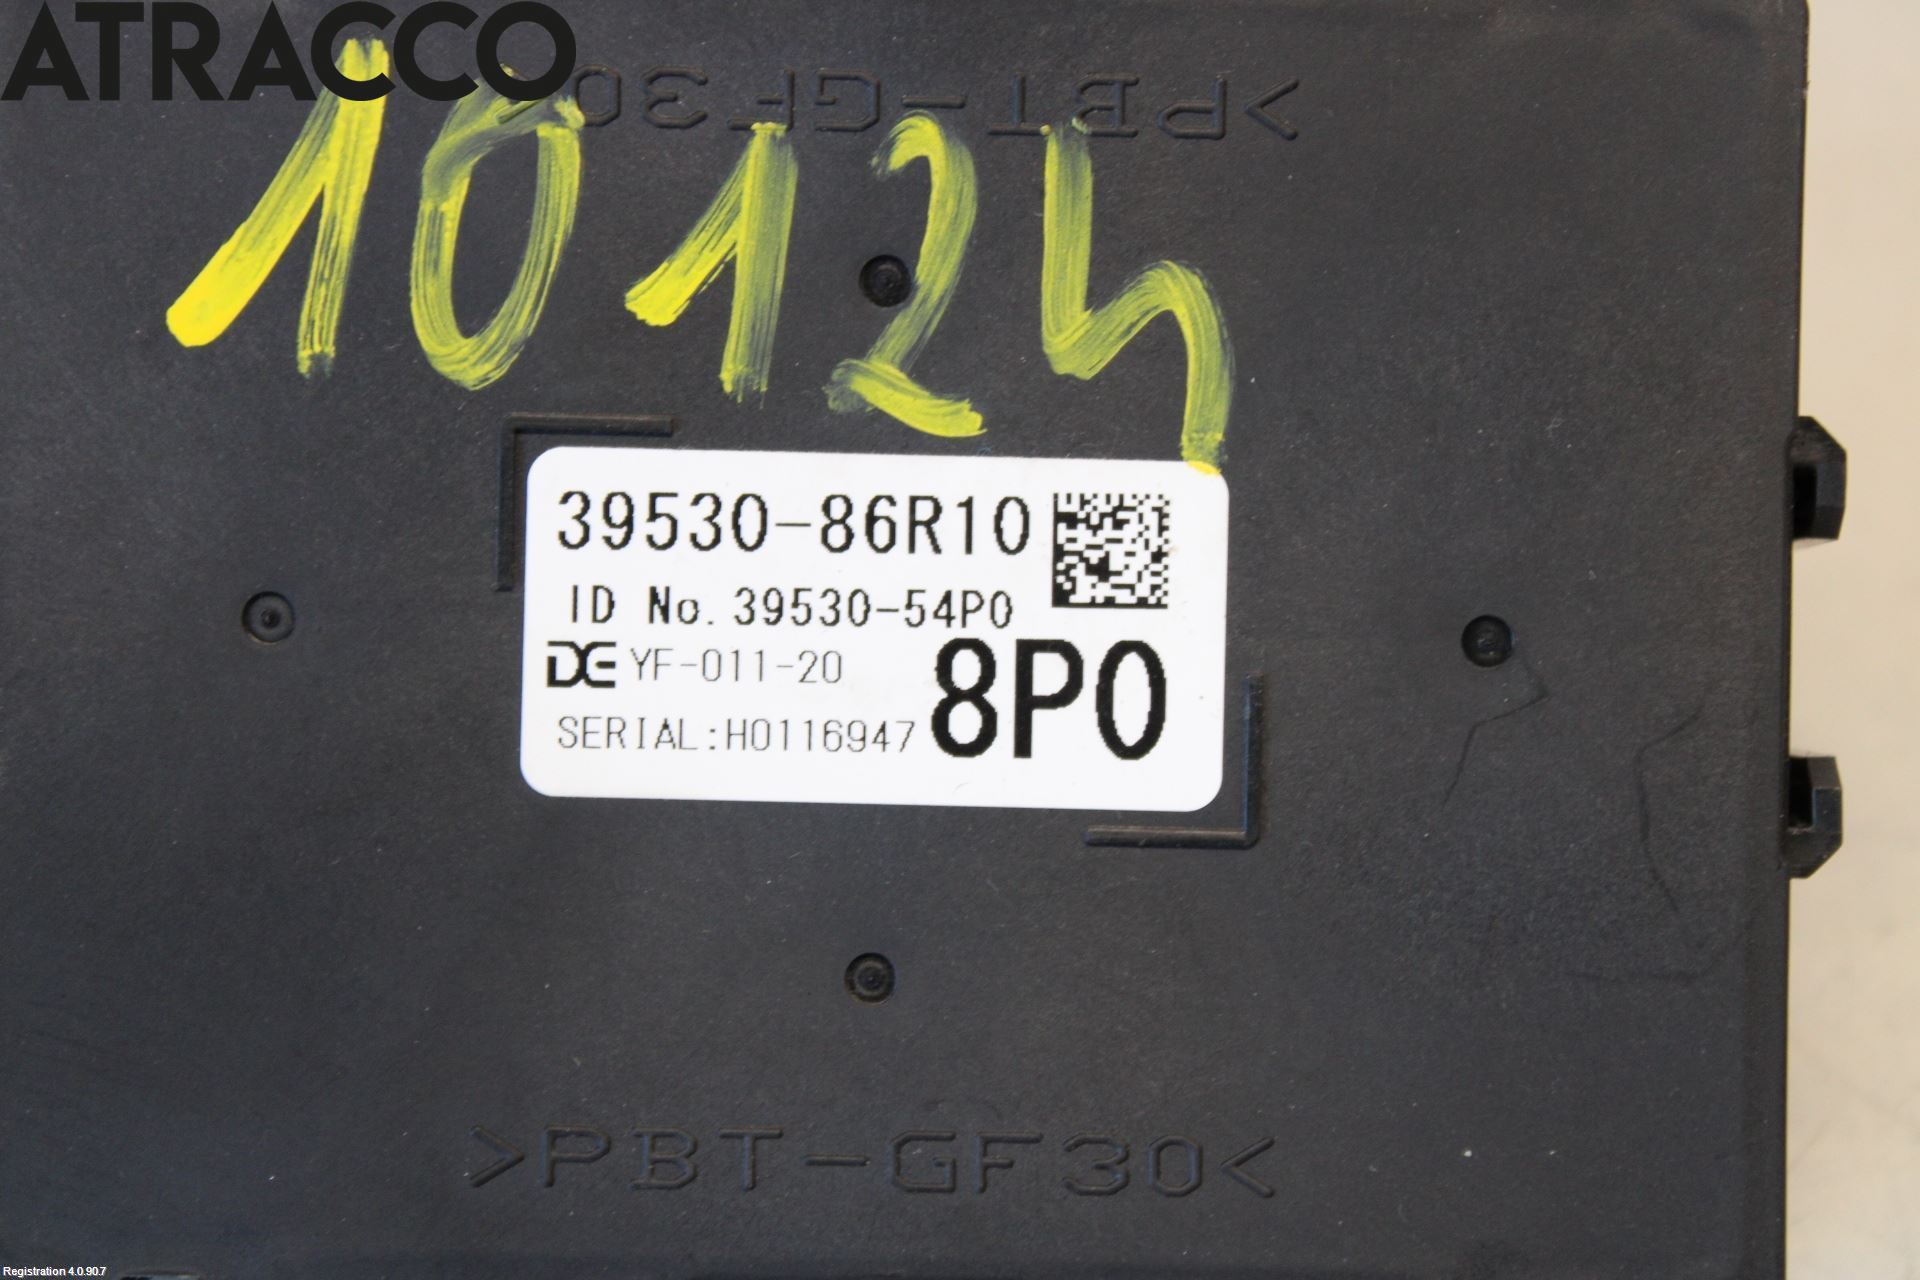 ATRACCO
>PBT-GF30<
10124
39530-86R10
ID No. 39530-54P0
DE YF-011-20
8P0
SERIAL:H0116947
>PBT-GF30<
Registration 4.0.90.7